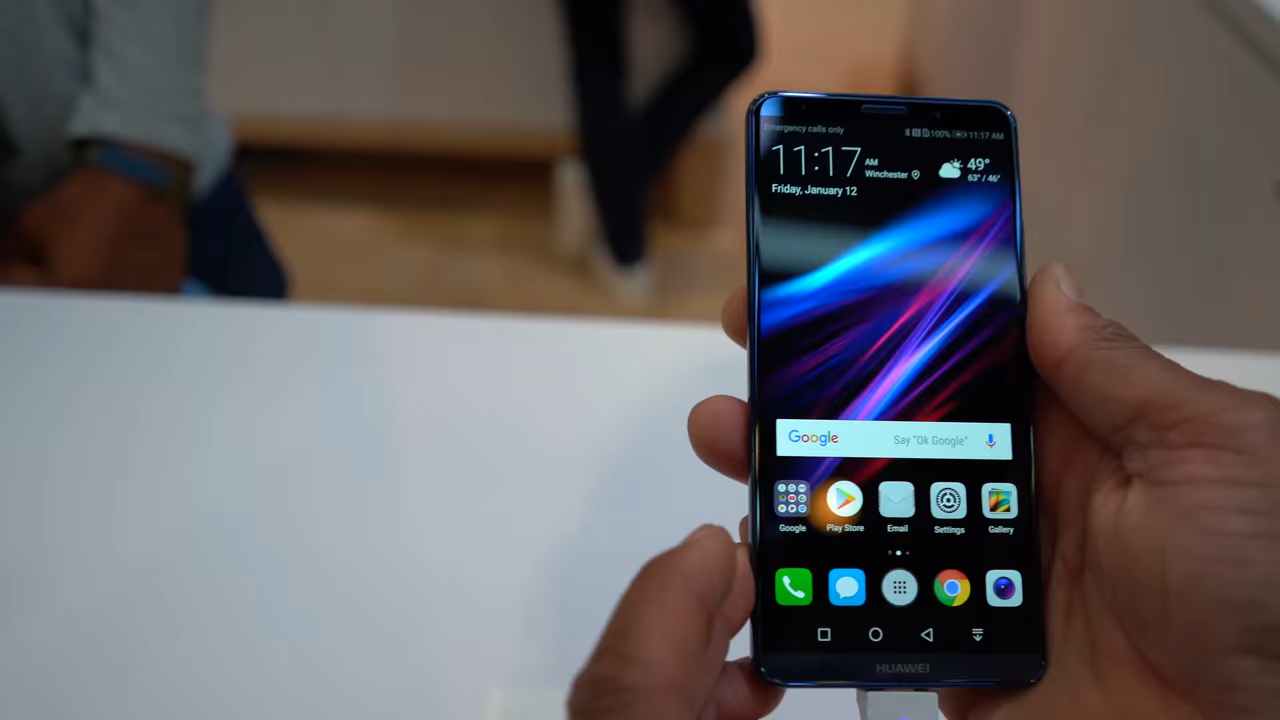 Emergency calls only
100% 11:17 AM
11:17 AM
Winchester
49°
63° / 46°
Friday, January 12
Google Say "Ok Google"
Google Play Store Email Settings Gallery
HUAWEI